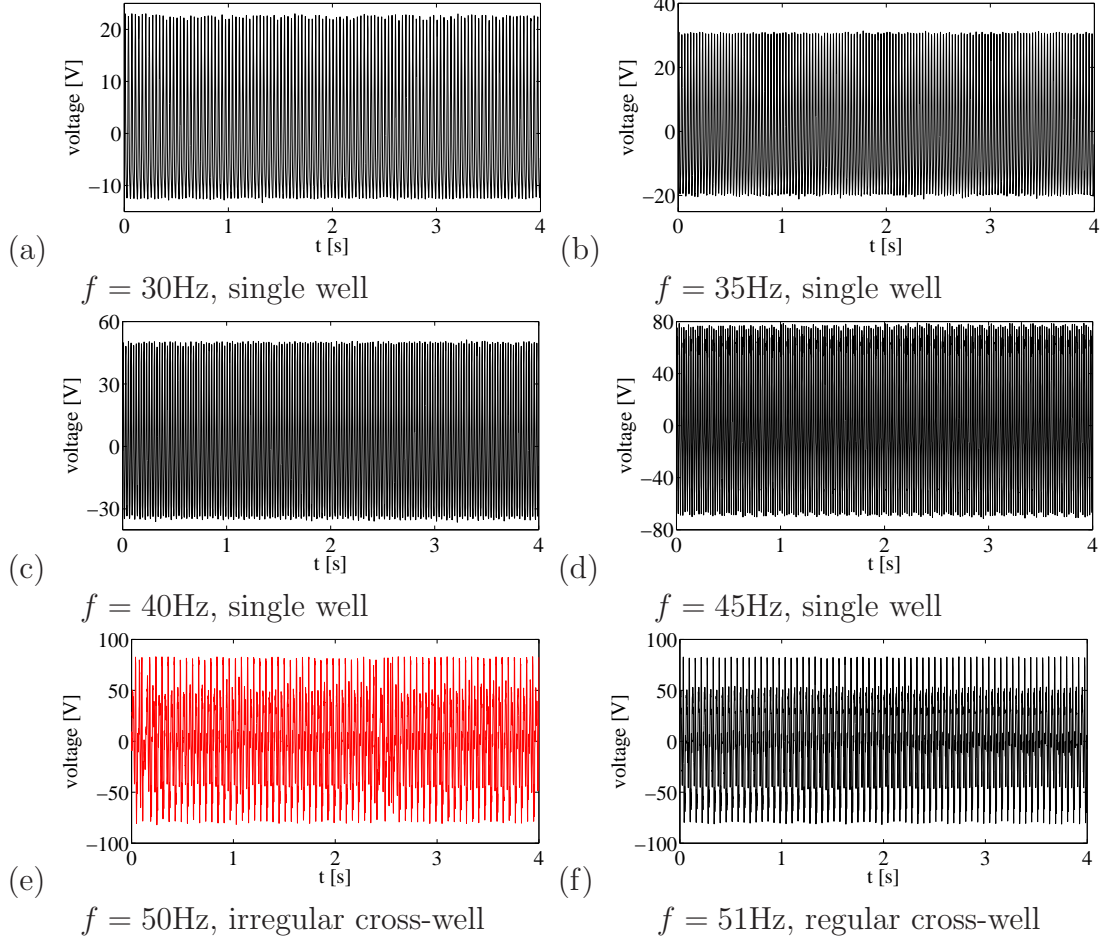 voltage [V]
20
10
0
−10
0
1
2
3
4
t [s]
(a)
f = 30Hz, single well
voltage [V]
40
20
0
−20
0
1
2
3
4
t [s]
(b)
f = 35Hz, single well
voltage [V]
60
30
0
−30
0
1
2
3
4
t [s]
(c)
f = 40Hz, single well
voltage [V]
80
40
0
−40
−80
0
1
2
3
4
t [s]
(d)
f = 45Hz, single well
voltage [V]
100
50
0
−50
−100
0
1
2
3
4
t [s]
(e)
f = 50Hz, irregular cross-well
voltage [V]
100
50
0
−50
−100
0
1
2
3
4
t [s]
(f)
f = 51Hz, regular cross-well